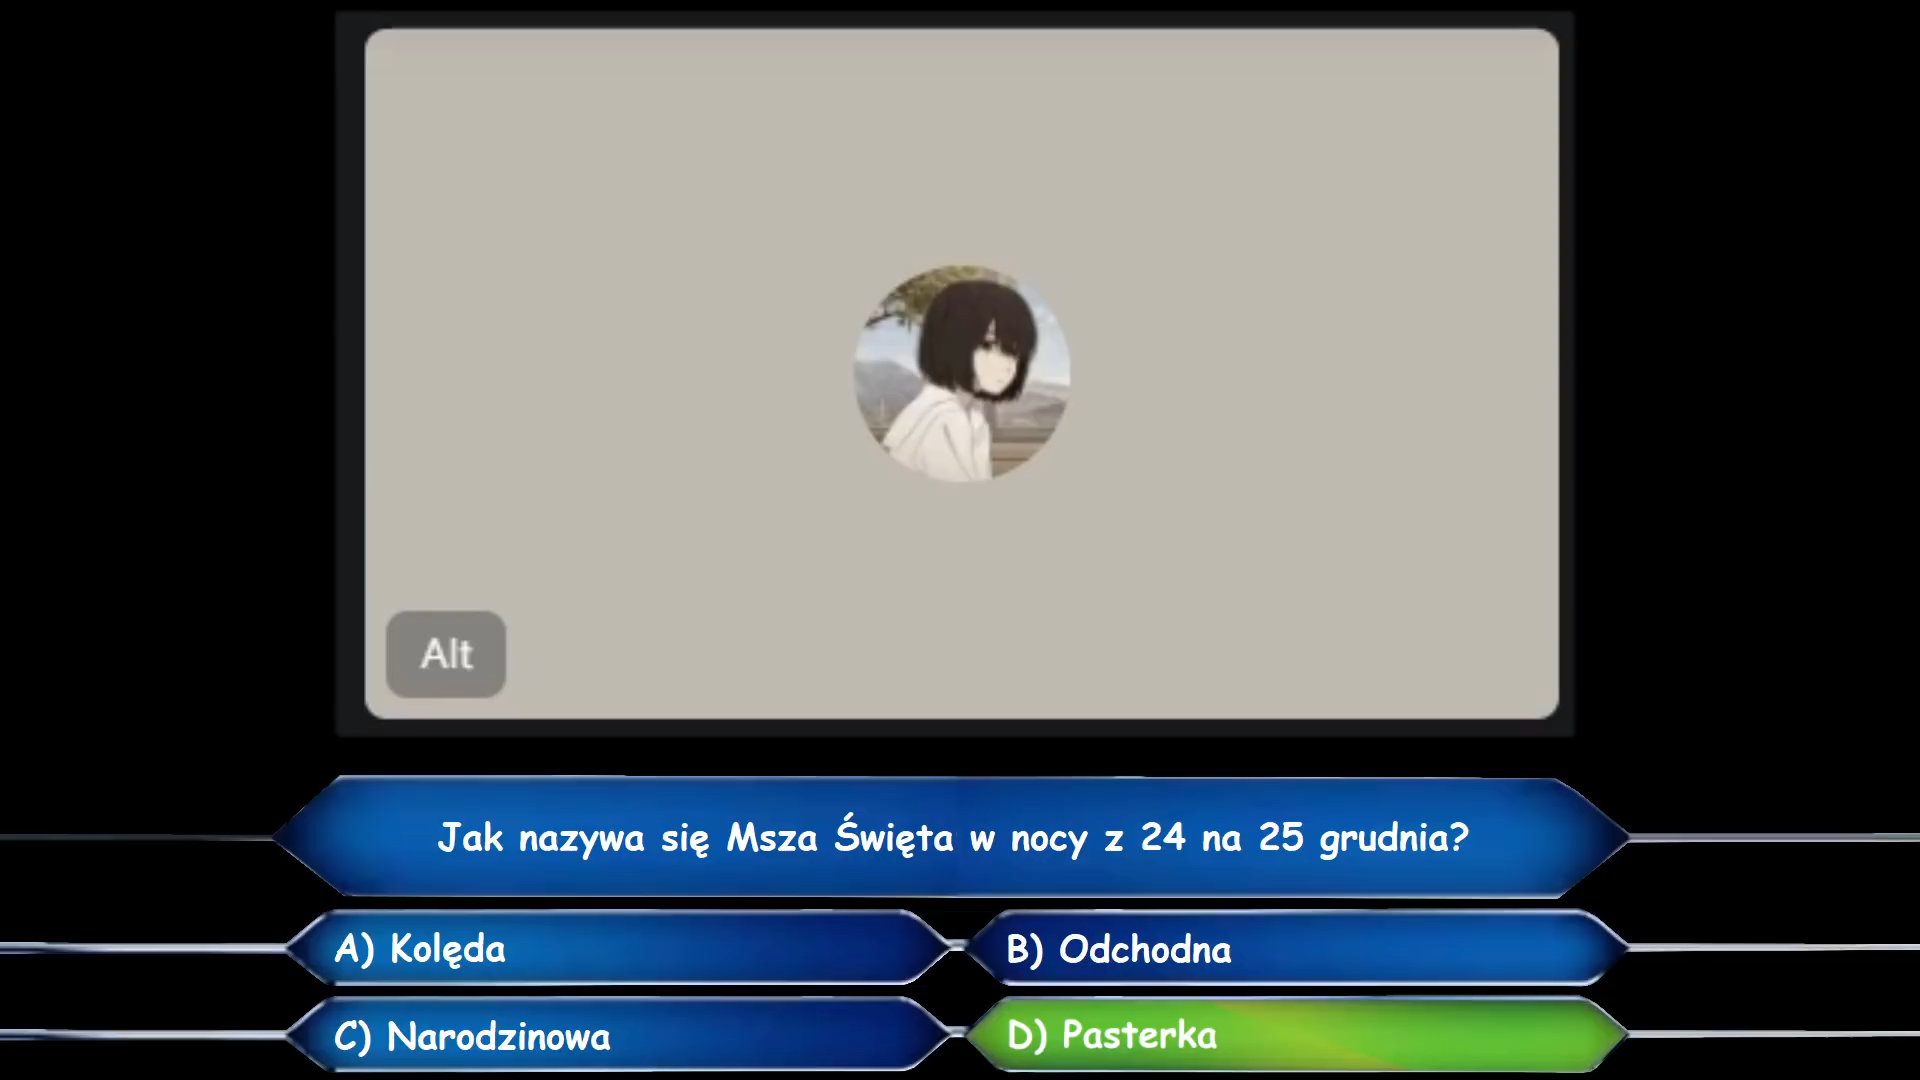 Alt
Jak nazywa się Msza Święta w nocy z 24 na 25 grudnia?
A) Kolęda
B) Odchodna
C) Narodzinowa
D) Pasterka